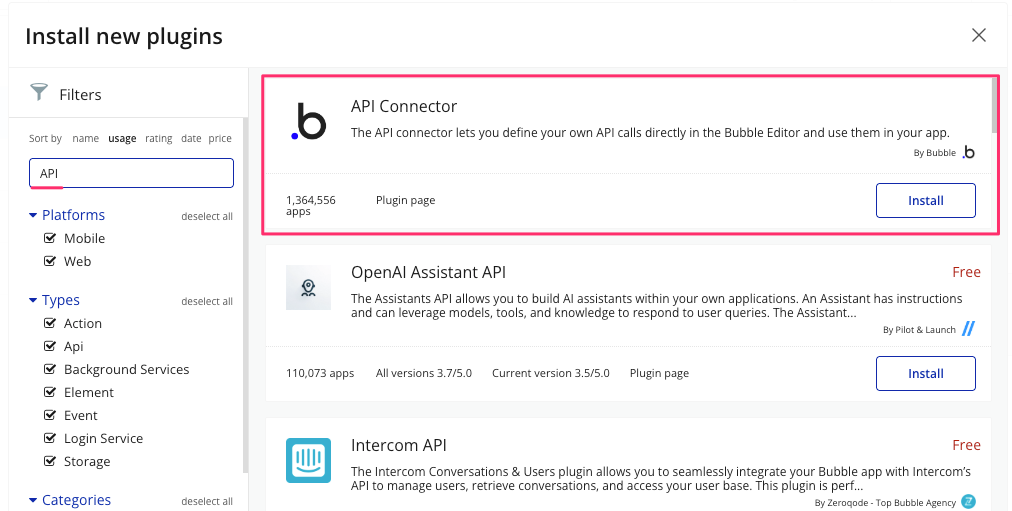 Install new plugins
Filters
Sort by name usage rating date price
API
Platforms deselect all
Mobile
Web
Types deselect all
Action
Api
Background Services
Element
Event
Login Service
Storage
Categories deselect all
.b
API Connector
The API connector lets you define your own API calls directly in the Bubble Editor and use them in your app.
By Bubble .b
1,364,556
apps
Plugin page
Install
OpenAI Assistant API
Free
The Assistants API allows you to build AI assistants within your own applications. An Assistant has instructions
and can leverage models, tools, and knowledge to respond to user queries. The Assistant...
By Pilot & Launch
110,073 apps All versions 3.7/5.0 Current version 3.5/5.0 Plugin page
Install
Intercom API
Free
The Intercom Conversations & Users plugin allows you to seamlessly integrate your Bubble app with Intercom's
API to manage users, retrieve conversations, and access your user base. This plugin is perf...
By Zeroqode - Top Bubble Agency